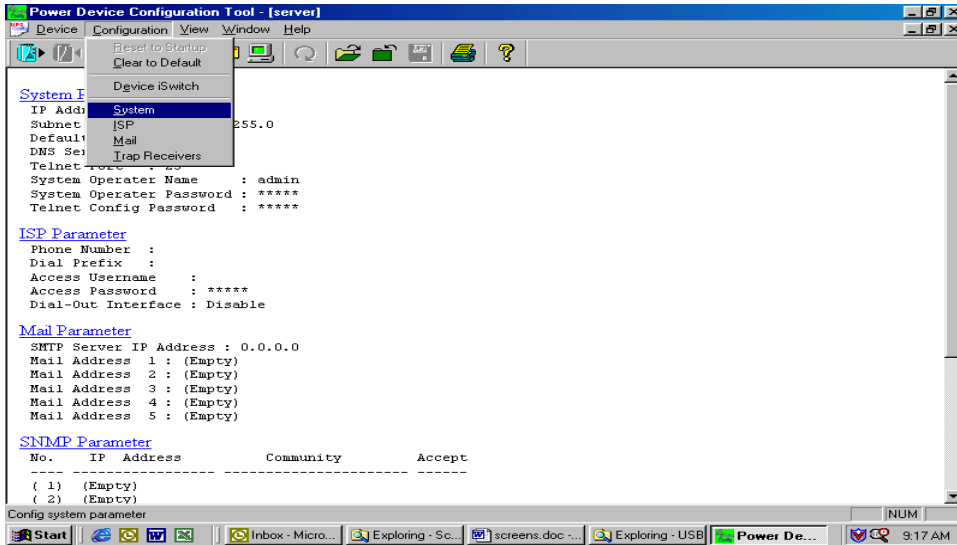 Power Device Configuration Tool - [server]
Device Configuration View Window Help
Reset to Startup
Clear to Default
Device iSwitch
System
ISP
Mail
Trap Receivers
System P
IP Addr
Subnet 255.0
Default
DNS Ser
Telnet
System Operater Name : admin
System Operater Password : *****
Telnet Config Password : *****
ISP Parameter
Phone Number :
Dial Prefix :
Access Username :
Access Password : *****
Dial-Out Interface : Disable
Mail Parameter
SMTP Server IP Address : 0.0.0.0
Mail Address 1 : (Empty)
Mail Address 2 : (Empty)
Mail Address 3 : (Empty)
Mail Address 4 : (Empty)
Mail Address 5 : (Empty)
SNMP Parameter
No. IP Address Community Accept
---- ------------------ ----------------------- ------
( 1) (Empty)
( 2) (Empty)
Config system parameter NUM
Start Inbox - Micro... Exploring - Sc... screens.doc -... Exploring - USB Power De... 9:17 AM